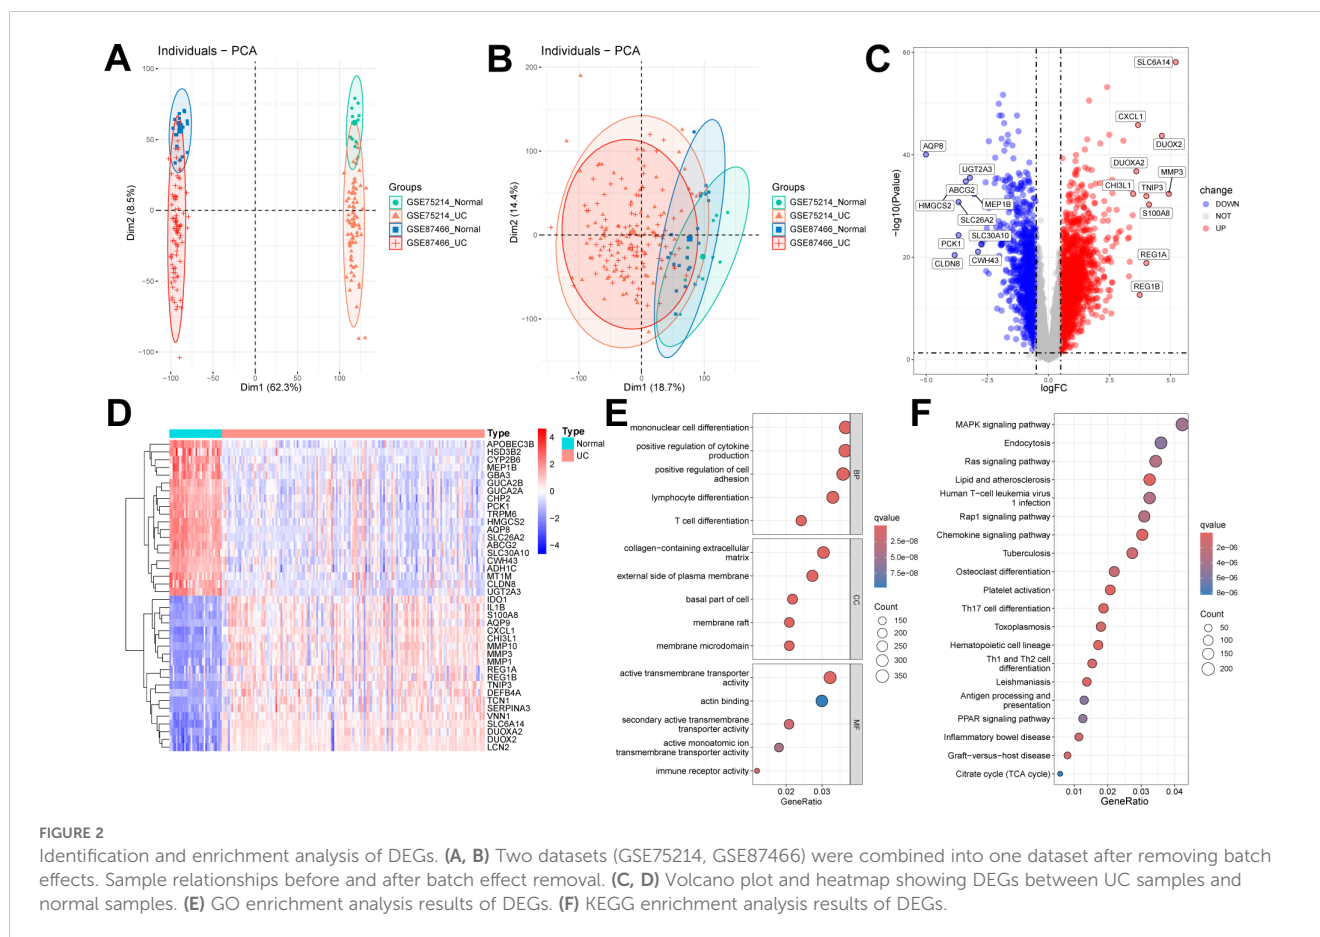 A
Individuals − PCA
100
50
0
−50
−100
−100
−50
0
50
100
Dim2 (8.5%)
Dim1 (62.3%)
Groups
GSE75214_Normal
GSE75214_UC
GSE87466_Normal
GSE87466_UC
B
Individuals − PCA
200
100
0
−100
−100
0
100
Dim2 (14.4%)
Dim1 (18.7%)
Groups
GSE75214_Normal
GSE75214_UC
GSE87466_Normal
GSE87466_UC
C
60
40
20
0
−log10(Pvalue)
−5.0
−2.5
0.0
2.5
5.0
logFC
SLC6A14
CXCL1
DUOX2
AQP8
DUOXA2
MMP3
UGT2A3
CHI3L1
TNIP3
ABCG2
MEP1B
HMGCS2
S100A8
SLC26A2
PCK1
SLC30A10
CLDN8
CWH43
REG1A
REG1B
change
DOWN
NOT
UP
D
Type
APOBEC3B
HSD3B2
CYP2B6
MEP1B
GBA3
GUCA2B
GUCA2A
CHP2
PCK1
TRPM6
HMGCS2
AQP8
SLC26A2
ABCG2
SLC30A10
CWH43
ADH1C
MT1M
CLDN8
UGT2A3
IDO1
IL1B
S100A8
AQP9
CXCL1
CHI3L1
MMP10
MMP3
MMP1
REG1A
REG1B
TNIP3
DEFB4A
TCN1
SERPINA3
VNN1
SLC6A14
DUOXA2
DUOX2
LCN2
4
2
0
−2
−4
Type
Normal
UC
E
mononuclear cell differentiation
positive regulation of cytokine
production
positive regulation of cell
adhesion
lymphocyte differentiation
T cell differentiation
BP
collagen−containing extracellular
matrix
external side of plasma membrane
basal part of cell
membrane raft
membrane microdomain
CC
active transmembrane transporter
activity
actin binding
secondary active transmembrane
transporter activity
active monoatomic ion
transmembrane transporter activity
immune receptor activity
MF
0.02
0.03
GeneRatio
qvalue
2.5e−08
5.0e−08
7.5e−08
Count
150
200
250
300
350
F
MAPK signaling pathway
Endocytosis
Ras signaling pathway
Lipid and atherosclerosis
Human T−cell leukemia virus
1 infection
Rap1 signaling pathway
Chemokine signaling pathway
Tuberculosis
Osteoclast differentiation
Platelet activation
Th17 cell differentiation
Toxoplasmosis
Hematopoietic cell lineage
Th1 and Th2 cell
differentiation
Leishmaniasis
Antigen processing and
presentation
PPAR signaling pathway
Inflammatory bowel disease
Graft−versus−host disease
Citrate cycle (TCA cycle)
0.01
0.02
0.03
0.04
GeneRatio
qvalue
2e−06
4e−06
6e−06
8e−06
Count
50
100
150
200
FIGURE 2
Identification and enrichment analysis of DEGs. (A, B) Two datasets (GSE75214, GSE87466) were combined into one dataset after removing batch
effects. Sample relationships before and after batch effect removal. (C, D) Volcano plot and heatmap showing DEGs between UC samples and
normal samples. (E) GO enrichment analysis results of DEGs. (F) KEGG enrichment analysis results of DEGs.